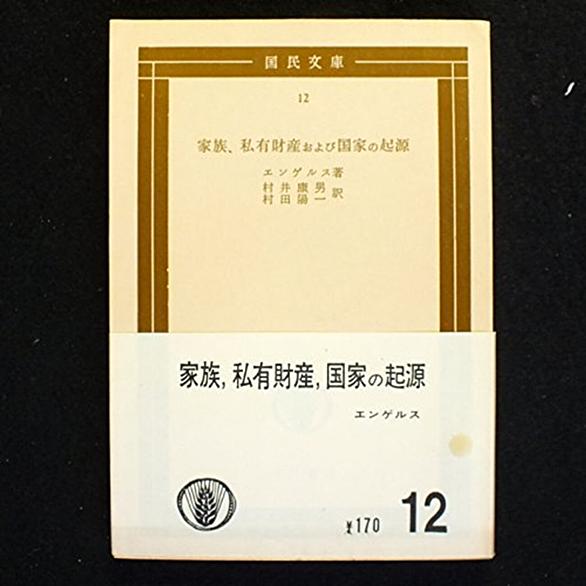 国民文庫
12
家族、私有財産および国家の起源
エンゲルス著
村井康男
村田陽一 訳
家族,私有財産,国家の起源
エンゲルス
¥170
12